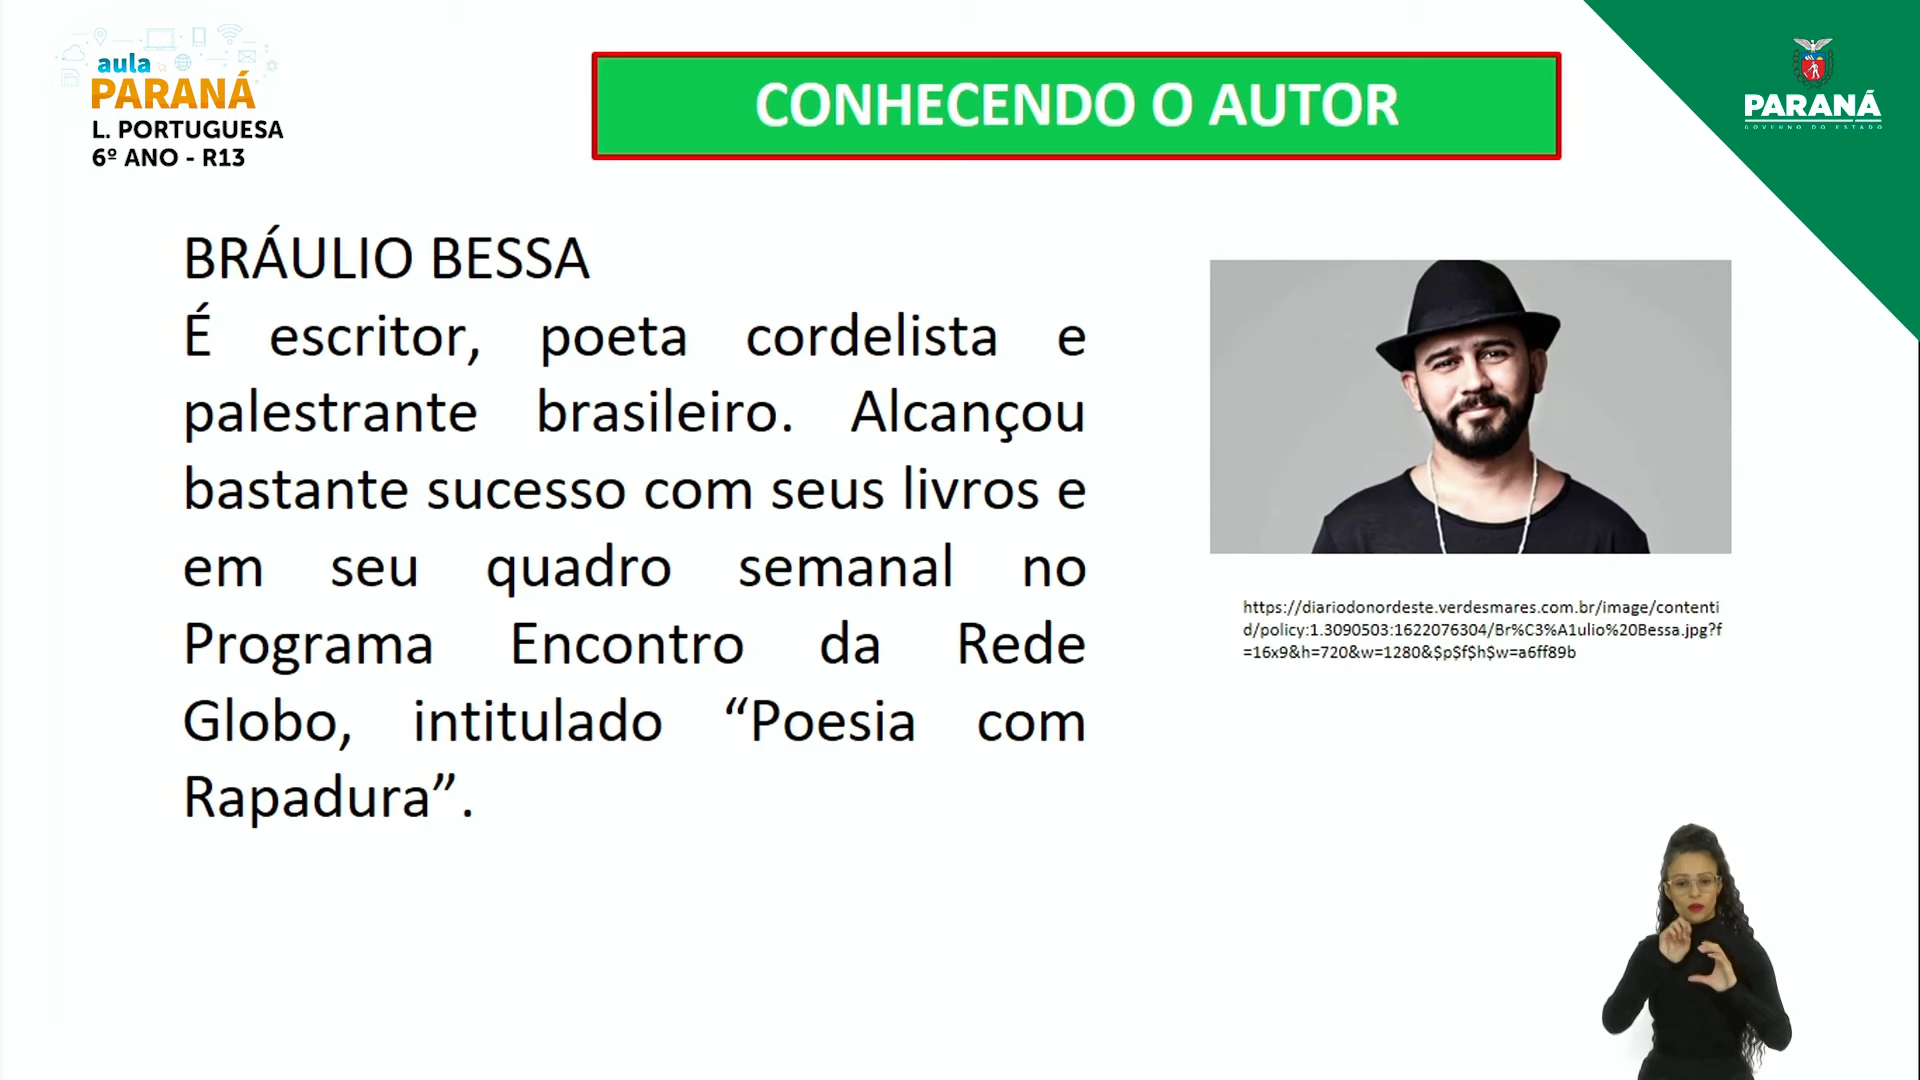 aula
PARANÁ
L. PORTUGUESA
6º ANO - R13
CONHECENDO O AUTOR
PARANÁ
GOVERNO DO ESTADO
BRÁULIO BESSA
É escritor, poeta cordelista e
palestrante brasileiro. Alcançou
bastante sucesso com seus livros e
em seu quadro semanal no
Programa Encontro da Rede
Globo, intitulado “Poesia com
Rapadura”.
https://diariodonordeste.verdesmares.com.br/image/contenti
d/policy:1.3090503:1622076304/Br%C3%A1ulio%20Bessa.jpg?f
=16x9&h=720&w=1280&$p$f$h$w=a6ff89b